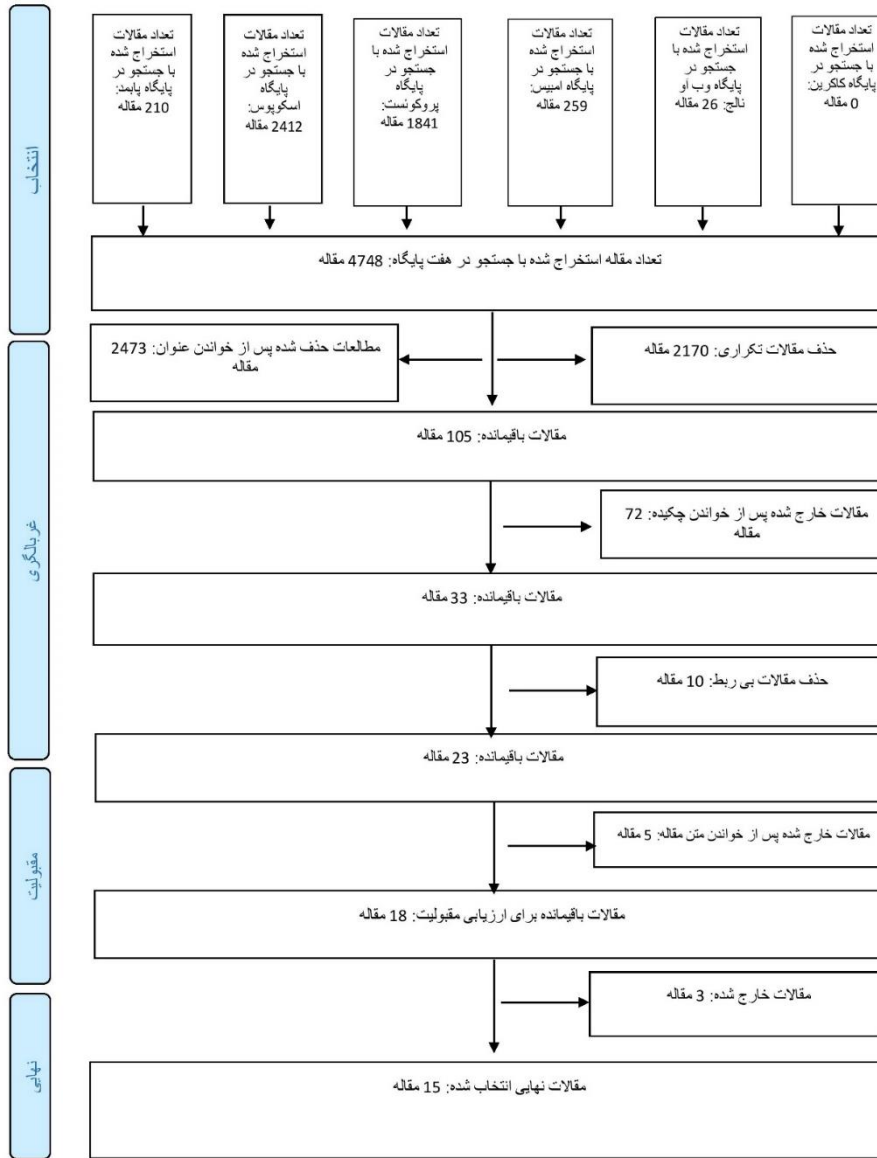 تعداد مقالات
استخراج شده
با جستجو در
پایگاه کاکرین:
0 مقاله
تعداد مقالات
استخراج شده با
جستجو در
پایگاه وب او
نالج: 26 مقاله
تعداد مقالات
استخراج شده
با جستجو در
پایگاه امبیس:
259 مقاله
تعداد مقالات
استخراج شده با
جستجو در
پایگاه
پروکوئست:
1841 مقاله
تعداد مقالات
استخراج شده
با جستجو در
پایگاه
اسکوپوس:
2412 مقاله
تعداد مقالات
استخراج شده
با جستجو در
پایگاه پابمد:
210 مقاله
انتخاب
تعداد مقاله استخراج شده با جستجو در هفت پایگاه: 4748 مقاله
حذف مقالات تکراری: 2170 مقاله
مطالعات حذف شده پس از خواندن عنوان: 2473
مقاله
مقالات باقیمانده: 105 مقاله
مقالات خارج شده پس از خواندن چکیده: 72
مقاله
غربالگری
مقالات باقیمانده: 33 مقاله
حذف مقالات بی ربط: 10 مقاله
مقالات باقیمانده: 23 مقاله
مقالات خارج شده پس از خواندن متن مقاله: 5 مقاله
مقبولیت
مقالات باقیمانده برای ارزیابی مقبولیت: 18 مقاله
مقالات خارج شده: 3 مقاله
نهایی
مقالات نهایی انتخاب شده: 15 مقاله